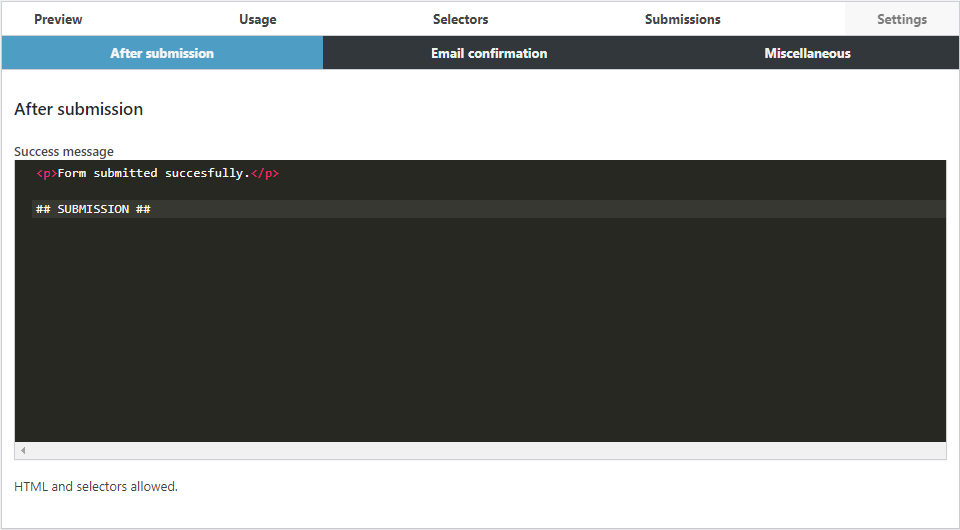 Preview Usage Selectors Submissions Settings
After submission Email confirmation Miscellaneous
After submission
Success message
<p>Form submitted succesfully.</p>
## SUBMISSION ##
HTML and selectors allowed.